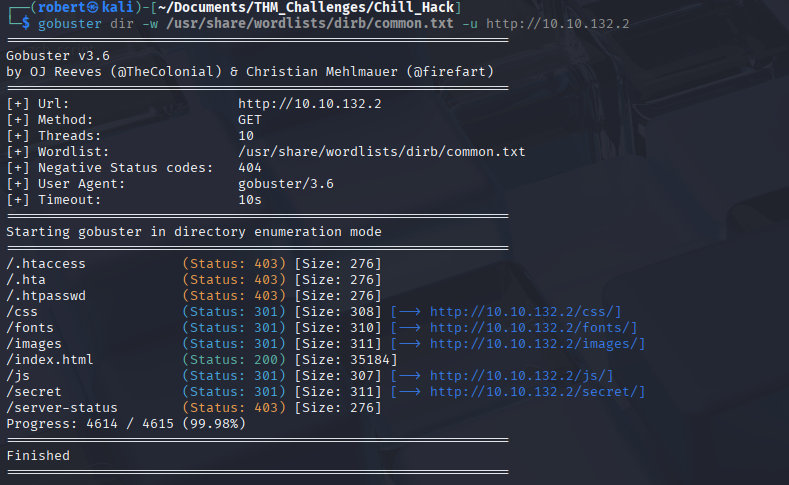 ┌──(robert㉿kali)-[~/Documents/THM_Challenges/Chill_Hack]
└─$ gobuster dir -w /usr/share/wordlists/dirb/common.txt -u http://10.10.132.2
===============================================================
Gobuster v3.6
by OJ Reeves (@TheColonial) & Christian Mehlmauer (@firefart)
===============================================================
[+] Url:                     http://10.10.132.2
[+] Method:                  GET
[+] Threads:                 10
[+] Wordlist:                /usr/share/wordlists/dirb/common.txt
[+] Negative Status codes:   404
[+] User Agent:              gobuster/3.6
[+] Timeout:                 10s
===============================================================
Starting gobuster in directory enumeration mode
===============================================================
/.htaccess            (Status: 403) [Size: 276]
/.hta                 (Status: 403) [Size: 276]
/.htpasswd            (Status: 403) [Size: 276]
/css                  (Status: 301) [Size: 308] [--> http://10.10.132.2/css/]
/fonts                (Status: 301) [Size: 310] [--> http://10.10.132.2/fonts/]
/images               (Status: 301) [Size: 311] [--> http://10.10.132.2/images/]
/index.html           (Status: 200) [Size: 35184]
/js                   (Status: 301) [Size: 307] [--> http://10.10.132.2/js/]
/secret               (Status: 301) [Size: 311] [--> http://10.10.132.2/secret/]
/server-status        (Status: 403) [Size: 276]
Progress: 4614 / 4615 (99.98%)
===============================================================
Finished
===============================================================